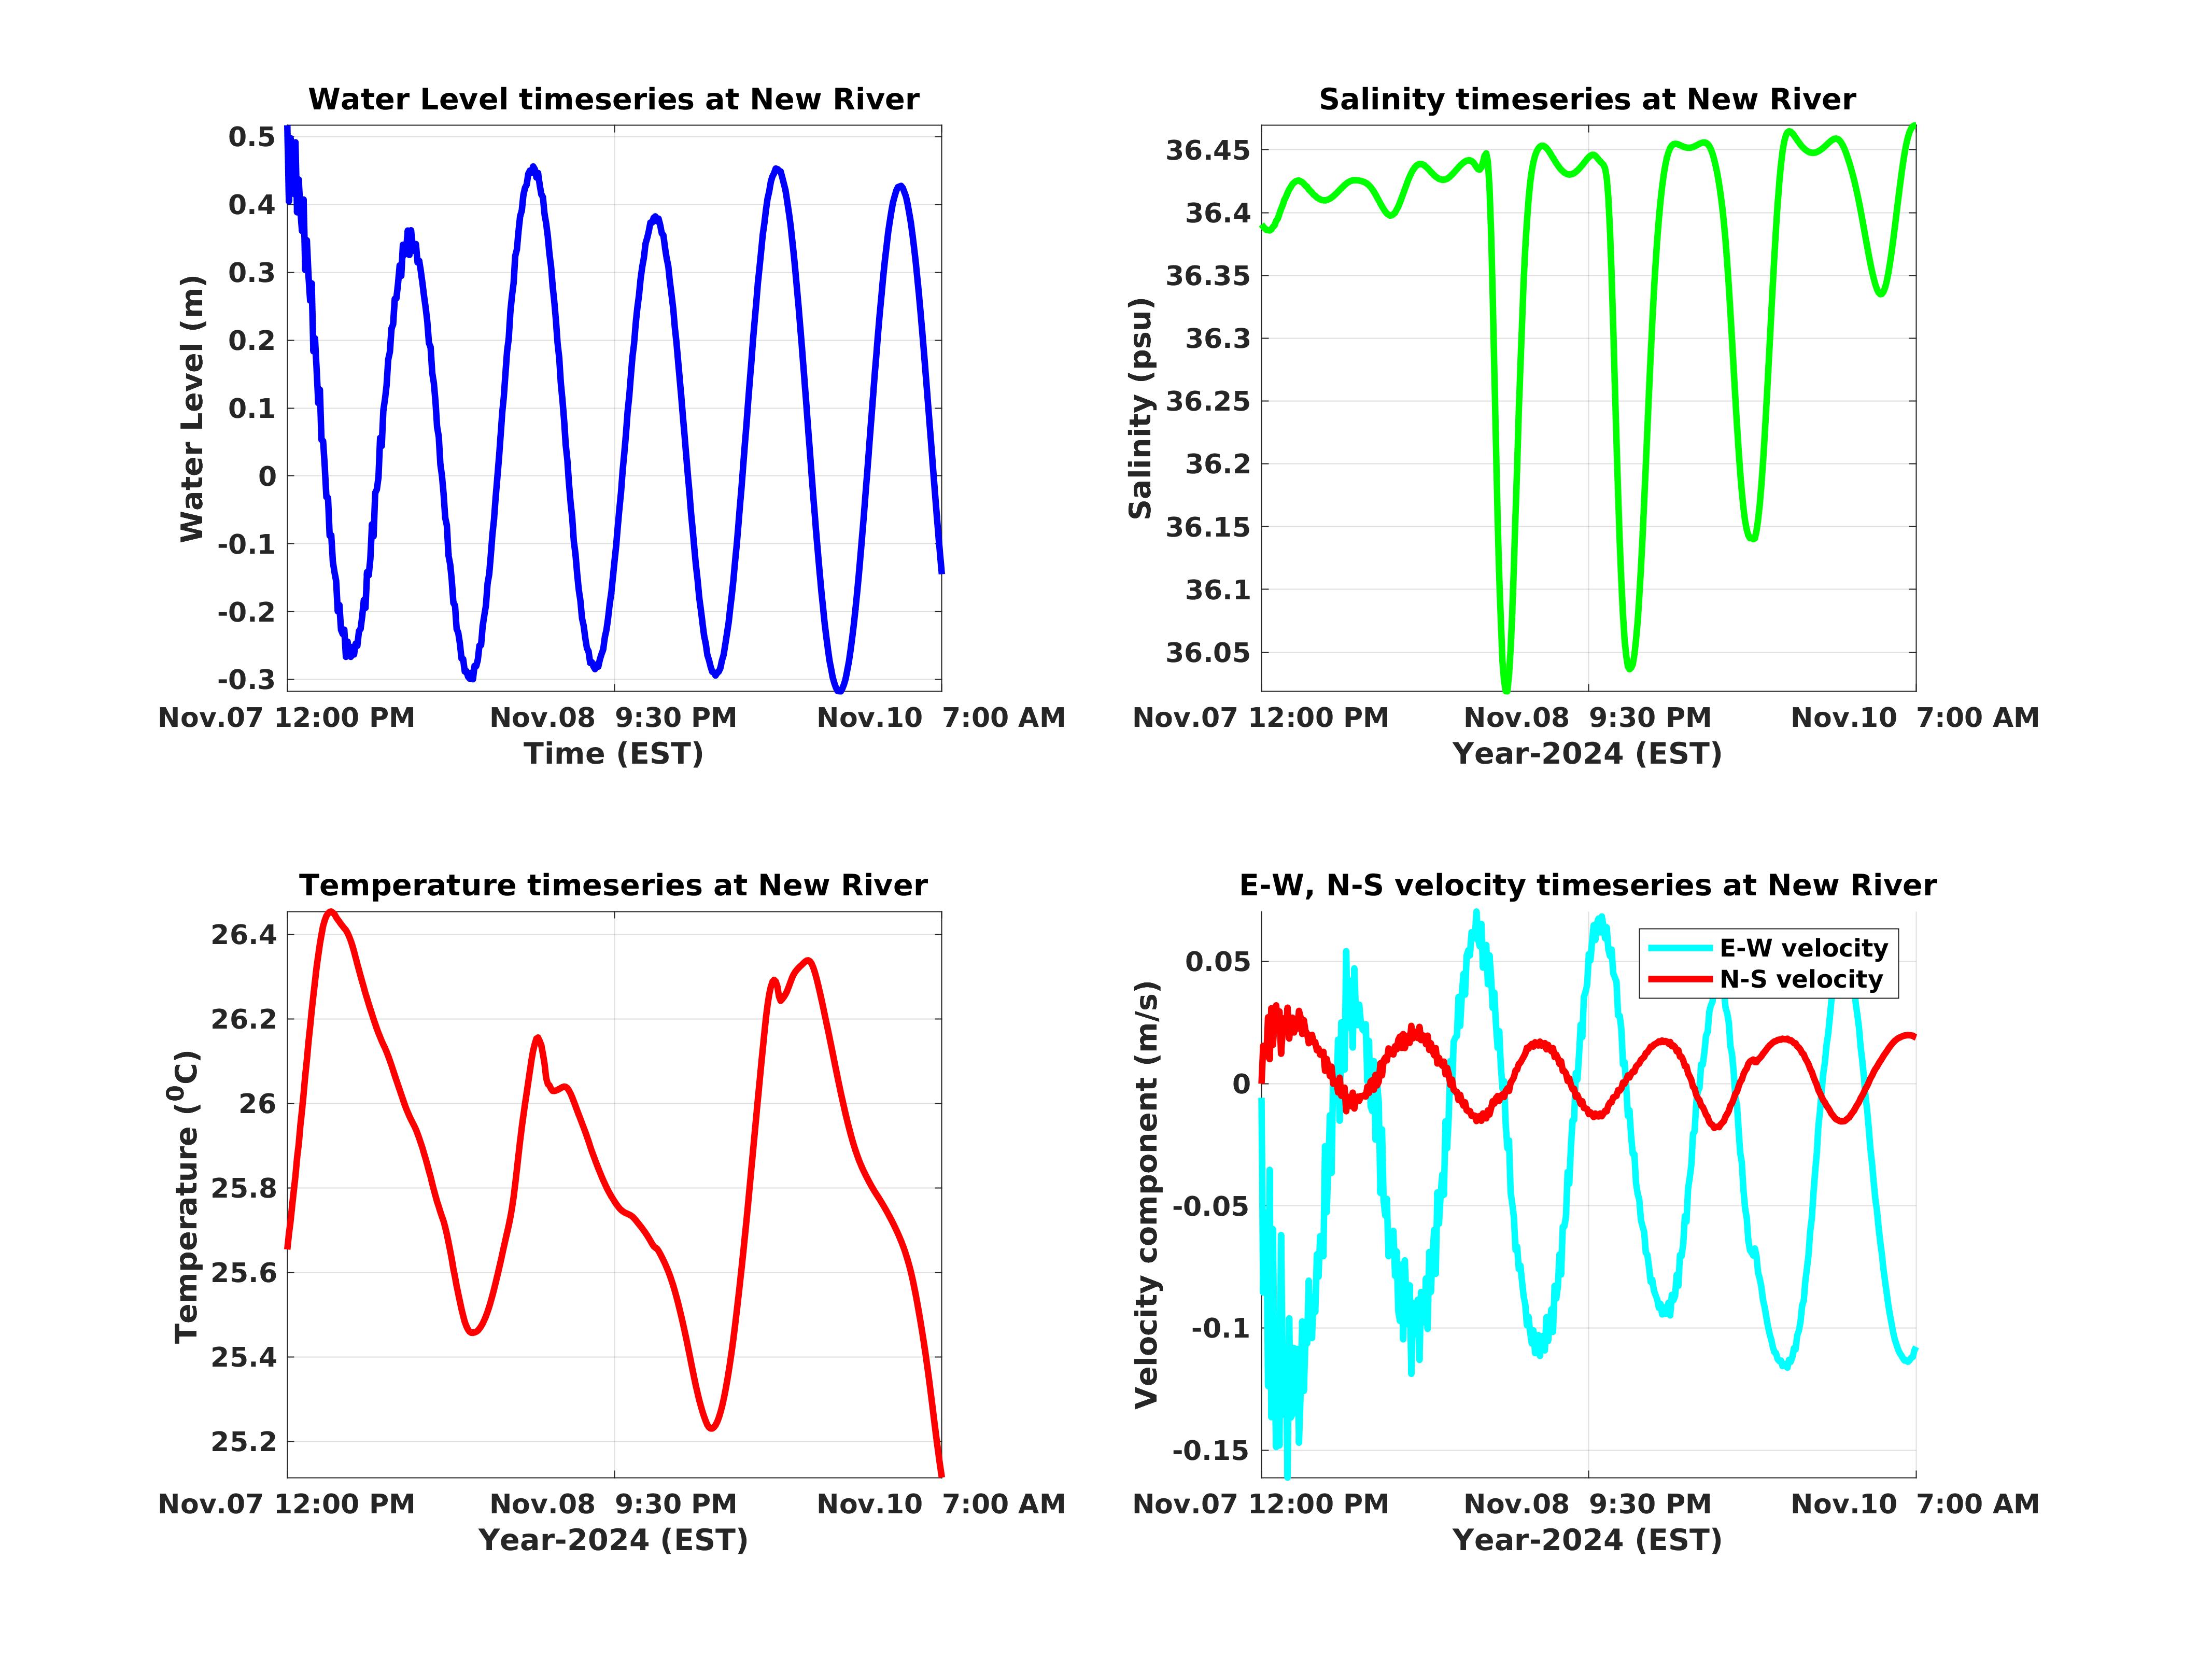 Water Level timeseries at New River
0.5
0.4
0.3
0.2
0.1
0
-0.1
-0.2
-0.3
Water Level (m)
Nov.07 12:00 PM
Nov.08 9:30 PM
Nov.10 7:00 AM
Time (EST)
Salinity timeseries at New River
36.45
36.4
36.35
36.3
36.25
36.2
36.15
36.1
36.05
Salinity (psu)
Nov.07 12:00 PM
Nov.08 9:30 PM
Nov.10 7:00 AM
Year-2024 (EST)
Temperature timeseries at New River
26.4
26.2
26
25.8
25.6
25.4
25.2
Temperature (⁰C)
Nov.07 12:00 PM
Nov.08 9:30 PM
Nov.10 7:00 AM
Year-2024 (EST)
E-W, N-S velocity timeseries at New River
E-W velocity
N-S velocity
0.05
0
-0.05
-0.1
-0.15
Velocity component (m/s)
Nov.07 12:00 PM
Nov.08 9:30 PM
Nov.10 7:00 AM
Year-2024 (EST)